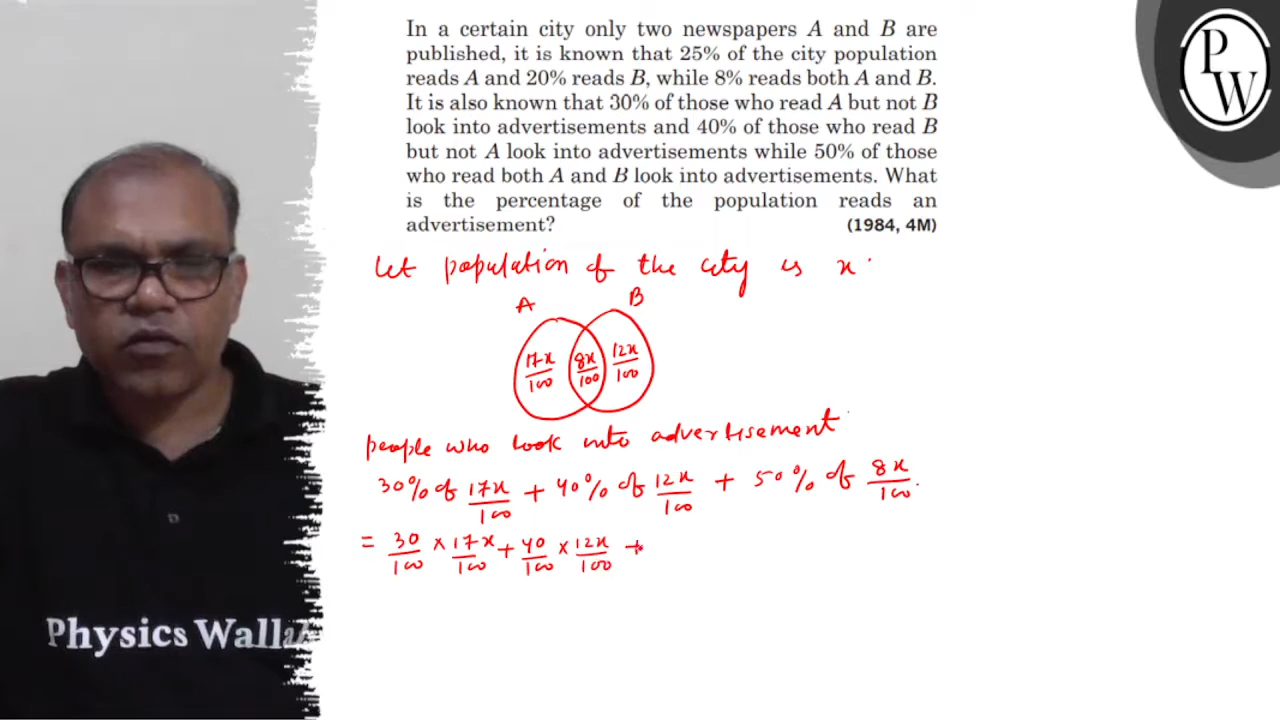 In a certain city only two newspapers A and B are
published, it is known that 25% of the city population
reads A and 20% reads B, while 8% reads both A and B.
It is also known that 30% of those who read A but not B
look into advertisements and 40% of those who read B
but not A look into advertisements while 50% of those
who read both A and B look into advertisements. What
is the percentage of the population reads an
advertisement? (1984, 4M)
P
W
Let population of the city is x.
A B
17x/100 8x/100 12x/100
people who look into advertisement
30% of 17x/100 + 40% of 12x/100 + 50% of 8x/100.
= 30/100 × 17x/100 + 40/100 × 12x/100 +
Physics Walla